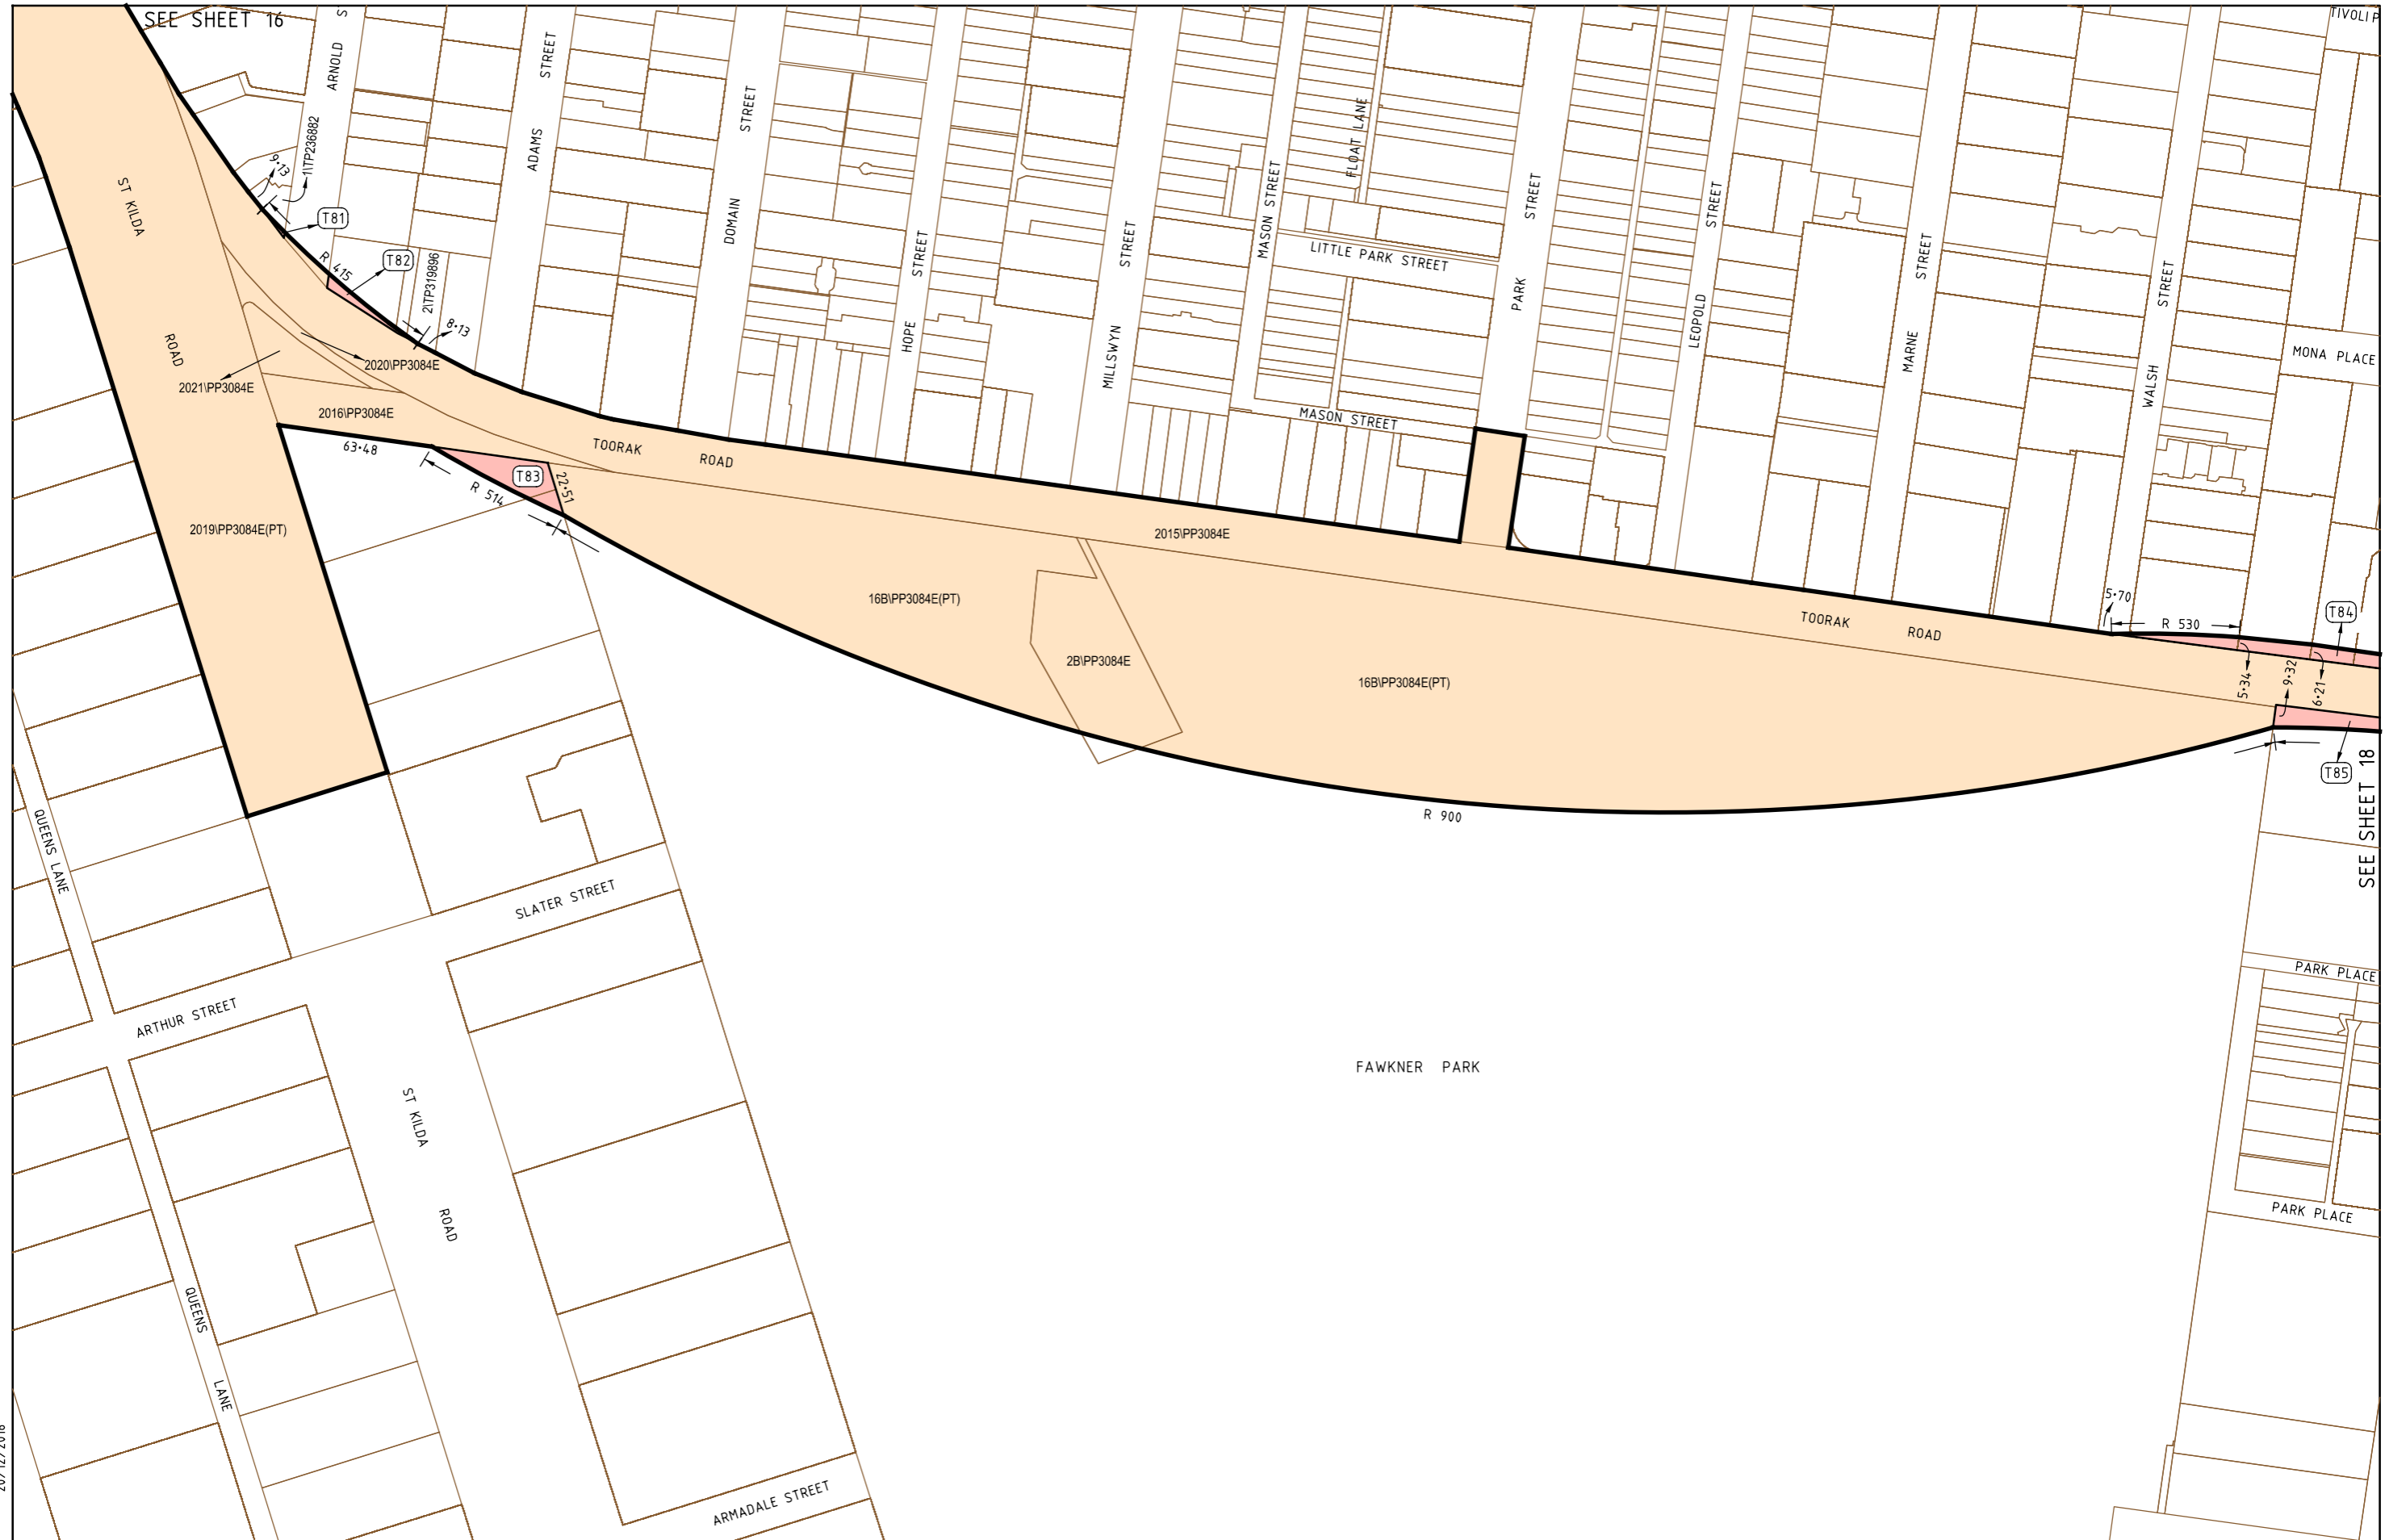 SEE SHEET 16
ARNOLD S
TIVOLI P
ADAMS STREET
DOMAIN STREET
HOPE STREET
MILLSWYN STREET
MASON STREET
FLOAT LANE
LITTLE PARK STREET
PARK STREET
LEOPOLD STREET
MARNE STREET
WALSH STREET
MONA PLACE
MASON STREET
9·13
1\TP236882
T81
T82
R 415
2\TP319896
8·13
ST KILDA ROAD
2020\PP3084E
2021\PP3084E
2016\PP3084E
63·48
TOORAK ROAD
T83
22·51
R 514
2019\PP3084E(PT)
2015\PP3084E
16B\PP3084E(PT)
2B\PP3084E
16B\PP3084E(PT)
TOORAK ROAD
5·70
R 530
T84
5·34
9·32
6·21
T85
R 900
SEE SHEET 18
QUEENS LANE
SLATER STREET
ARTHUR STREET
PARK PLACE
FAWKNER PARK
ST KILDA ROAD
PARK PLACE
QUEENS LANE
ARMADALE STREET